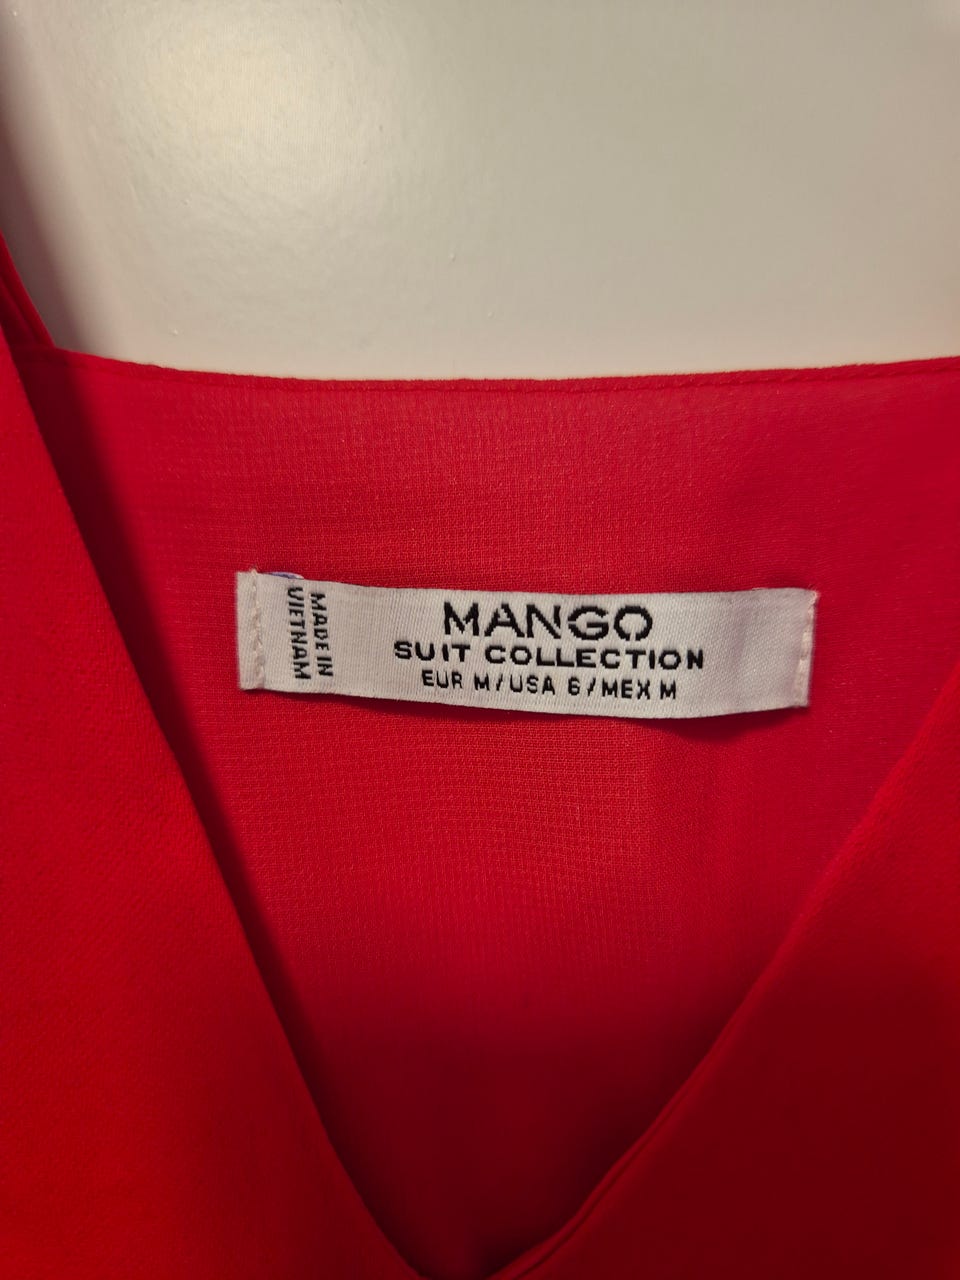 MADE IN
VIETNAM
MANGO
SUIT COLLECTION
EUR M/USA 6/MEX M